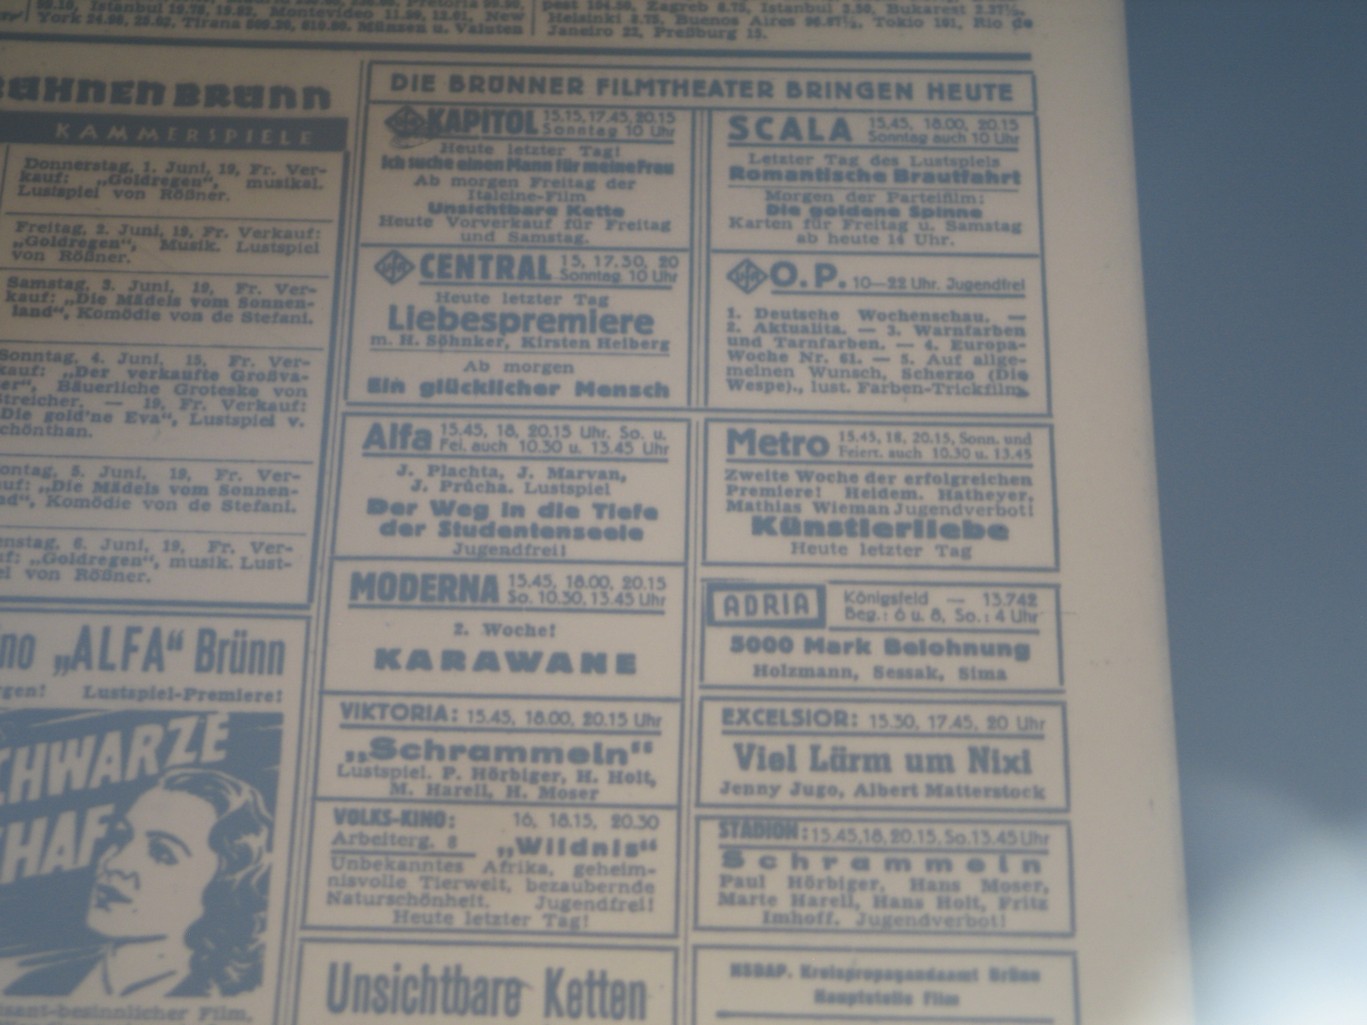 DIE BRÜNNER FILMTHEATER BRINGEN HEUTE
KAPITOL 15.15, 17.45, 20.15
Sonntag 10 Uhr
Heute letzter Tag!
Ich suche einen Mann für meine Frau
Ab morgen Freitag der
Italcine-Film
Unsichtbare Kette
Heute Vorverkauf für Freitag
und Samstag.
SCALA 15.45, 18.00, 20.15
Sonntag auch 10 Uhr
Letzter Tag des Lustspiels
Romantische Brautfahrt
Morgen der Parteifilm:
Die goldene Spinne
Karten für Freitag u. Samstag
ab heute 14 Uhr.
CENTRAL 15, 17.30, 20
Sonntag 10 Uhr
Heute letzter Tag
Liebespremiere
m. H. Söhnker, Kirsten Heiberg
Ab morgen
Ein glücklicher Mensch
O. P. 10—22 Uhr. Jugendfrei
1. Deutsche Wochenschau. —
2. Aktualita. — 3. Warnfarben
und Tarnfarben. — 4. Europa-
Woche Nr. 61. — 5. Auf allge-
meinen Wunsch, Scherzo (Die
Wespe)., lust. Farben-Trickfilm.
Alfa 15.45, 18, 20.15 Uhr. So. u.
Fei. auch 10.30 u. 13.45 Uhr
J. Plachta, J. Marvan,
J. Průcha. Lustspiel
Der Weg in die Tiefe
der Studentenseele
Jugendfrei!
Metro 15.45, 18, 20.15, Sonn. und
Feiert. auch 10.30 u. 13.45
Zweite Woche der erfolgreichen
Premiere! Heidem. Hatheyer,
Mathias Wieman Jugendverbot!
Künstlerliebe
Heute letzter Tag
MODERNA 15.45, 18.00, 20.15
So. 10.30, 13.45 Uhr
2. Woche!
KARAWANE
ADRIA Königsfeld — 13.742
Beg.: 6 u. 8, So.: 4 Uhr
5000 Mark Belohnung
Holzmann, Sessak, Sima
VIKTORIA: 15.45, 18.00, 20.15 Uhr
„Schrammeln“
Lustspiel. P. Hörbiger, H. Holt,
M. Harell, H. Moser
EXCELSIOR: 15.30, 17.45, 20 Uhr
Viel Lärm um Nixi
Jenny Jugo, Albert Matterstock
VOLKS-KINO: 16, 18.15, 20.30
Arbeiterg. 8 „Wildnis“
Unbekanntes Afrika, geheim-
nisvolle Tierwelt, bezaubernde
Naturschönheit. Jugendfrei!
Heute letzter Tag!
STADION: 15.45, 18, 20.15, So. 13.45 Uhr
Schrammeln
Paul Hörbiger, Hans Moser,
Marte Harell, Hans Holt, Fritz
Imhoff. Jugendverbot!
Unsichtbare Ketten
NSDAP. Kreispropagandaamt Brünn
Hauptstelle Film
BÜHNEN BRÜNN
KAMMERSPIELE
Donnerstag, 1. Juni, 19, Fr. Ver-
kauf: „Goldregen“, musikal.
Lustspiel von Rößner.
Freitag, 2. Juni, 19, Fr. Verkauf:
„Goldregen“, Musik. Lustspiel
von Rößner.
Samstag, 3. Juni, 19, Fr. Ver-
kauf: „Die Mädels vom Sonnen-
land“, Komödie von de Stefani.
Sonntag, 4. Juni, 15, Fr. Ver-
kauf: „Der verkaufte Großva-
er“, Bäuerliche Groteske von
Streicher. — 19, Fr. Verkauf:
Die gold'ne Eva“, Lustspiel v.
chönthan.
ontag, 5. Juni, 19, Fr. Ver-
uf: „Die Mädels vom Sonnen-
nd“, Komödie von de Stefani.
enstag, 6. Juni, 19, Fr. Ver-
uf: „Goldregen“, musik. Lust-
el von Rößner.
no „ALFA“ Brünn
gen! Lustspiel-Premiere!
CHWARZE
CHAF
sant-besinnlicher Film.